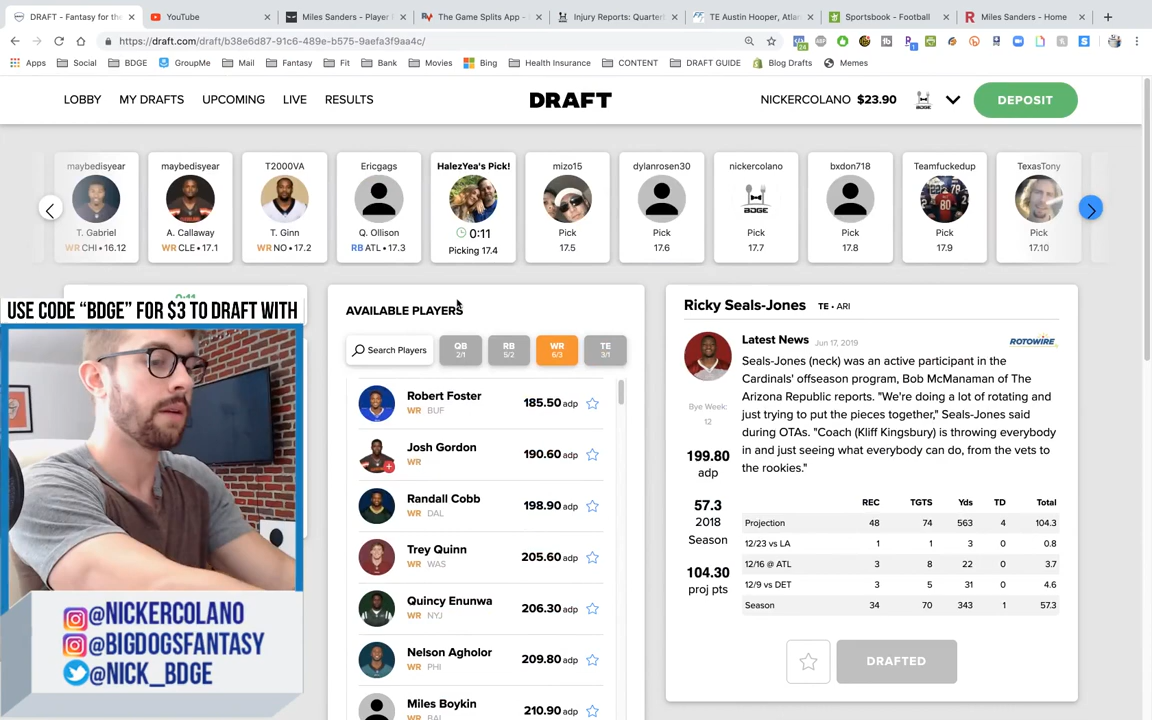 DRAFT - Fantasy for the
YouTube
Miles Sanders - Player
The Game Splits App -
Injury Reports: Quarter
TE Austin Hooper, Atlan
Sportsbook - Football
Miles Sanders - Home
https://draft.com/draft/b38e6d87-91c6-489e-b575-9aefa3f9aa4c/
Apps Social BDGE GroupMe Mail Fantasy Fit Bank Movies Bing Health Insurance CONTENT DRAFT GUIDE Blog Drafts Memes
LOBBY MY DRAFTS UPCOMING LIVE RESULTS
DRAFT
NICKERCOLANO $23.90
DEPOSIT
maybedisyear
T. Gabriel
WR CHI • 16.12
maybedisyear
A. Callaway
WR CLE • 17.1
T2000VA
T. Ginn
WR NO • 17.2
Ericgags
Q. Ollison
RB ATL • 17.3
HalezYea's Pick!
0:11
Picking 17.4
mizo15
Pick
17.5
dylanrosen30
Pick
17.6
nickercolano
BDGE
Pick
17.7
bxdon718
Pick
17.8
Teamfuckedup
Pick
17.9
TexasTony
Pick
17.10
USE CODE "BDGE" FOR $3 TO DRAFT WITH
@NICKERCOLANO
@BIGDOGSFANTASY
@NICK_BDGE
AVAILABLE PLAYERS
Search Players
QB
2/1
RB
5/2
WR
6/3
TE
3/1
Robert Foster
WR BUF
185.50 adp
Josh Gordon
WR
190.60 adp
Randall Cobb
WR DAL
198.90 adp
Trey Quinn
WR WAS
205.60 adp
Quincy Enunwa
WR NYJ
206.30 adp
Nelson Agholor
WR PHI
209.80 adp
Miles Boykin
WR BAL
210.90 adp
Ricky Seals-Jones TE • ARI
Bye Week:
12
199.80
adp
57.3
2018
Season
104.30
proj pts
Latest News Jun 17, 2019
ROTOWIRE
Seals-Jones (neck) was an active participant in the
Cardinals' offseason program, Bob McManaman of The
Arizona Republic reports. "We're doing a lot of rotating and
just trying to put the pieces together," Seals-Jones said
during OTAs. "Coach (Kliff Kingsbury) is throwing everybody
in and just seeing what everybody can do, from the vets to
the rookies."
REC TGTS Yds TD Total
Projection 48 74 563 4 104.3
12/23 vs LA 1 1 3 0 0.8
12/16 @ ATL 3 8 22 0 3.7
12/9 vs DET 3 5 31 0 4.6
Season 34 70 343 1 57.3
DRAFTED